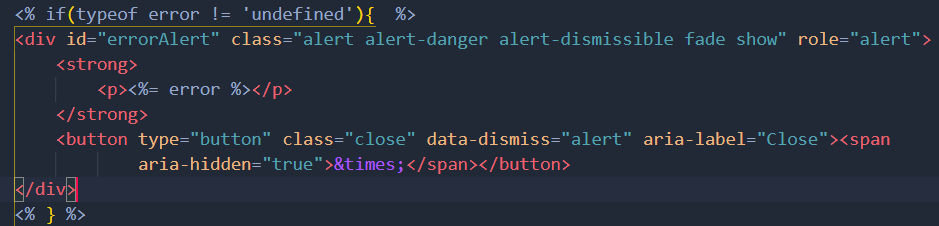 <% if(typeof error != 'undefined'){  %>
<div id="errorAlert" class="alert alert-danger alert-dismissible fade show" role="alert">
    <strong>
        <p><%= error %></p>
    </strong>
    <button type="button" class="close" data-dismiss="alert" aria-label="Close"><span
            aria-hidden="true">&times;</span></button>
</div>
<% } %>